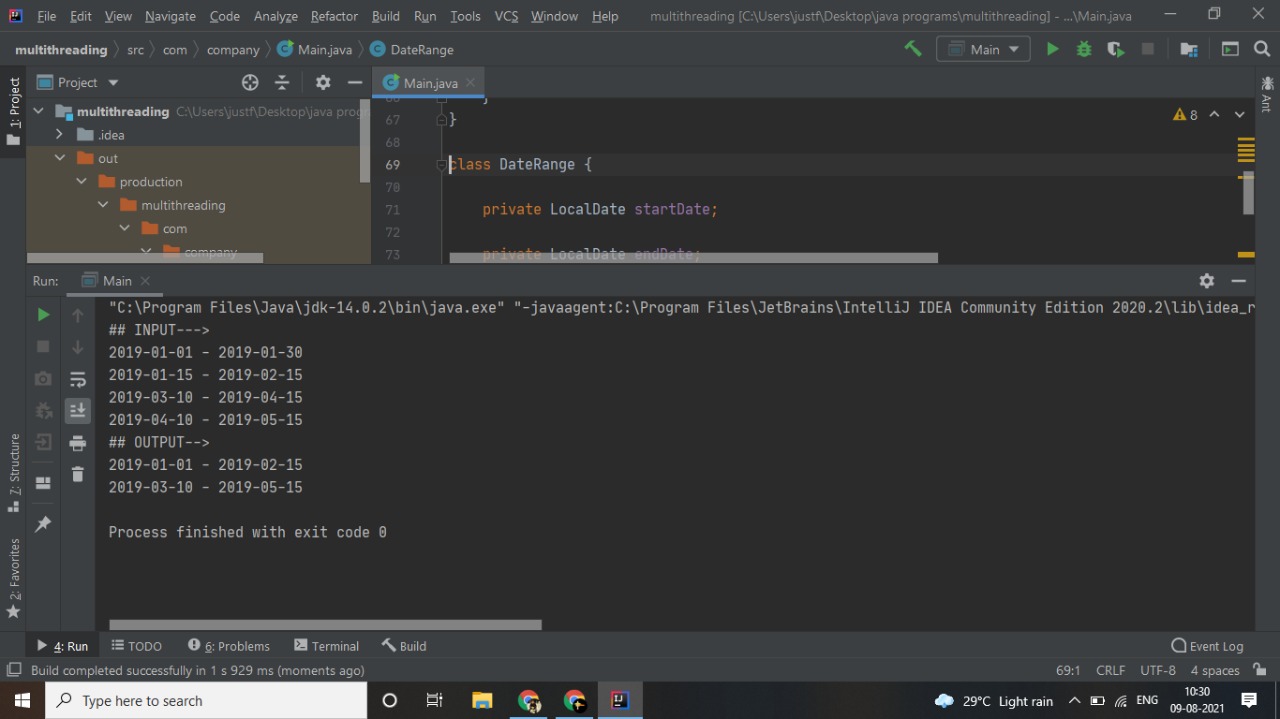 File Edit View Navigate Code Analyze Refactor Build Run Tools VCS Window Help multithreading [C:\Users\justf\Desktop\java programs\multithreading] - ...\Main.java
multithreading src com company Main.java DateRange Main
1: Project
Project
Main.java
Ant
multithreading C:\Users\justf\Desktop\java prog
.idea
out
production
multithreading
com
company
8
66 }
67 }
68
69 class DateRange {
70
71 private LocalDate startDate;
72
73 private LocalDate endDate;
Run: Main
"C:\Program Files\Java\jdk-14.0.2\bin\java.exe" "-javaagent:C:\Program Files\JetBrains\IntelliJ IDEA Community Edition 2020.2\lib\idea_r
## INPUT--->
2019-01-01 - 2019-01-30
2019-01-15 - 2019-02-15
2019-03-10 - 2019-04-15
2019-04-10 - 2019-05-15
## OUTPUT-->
2019-01-01 - 2019-02-15
2019-03-10 - 2019-05-15
Process finished with exit code 0
Z: Structure
2: Favorites
4: Run TODO 6: Problems Terminal Build Event Log
Build completed successfully in 1 s 929 ms (moments ago) 69:1 CRLF UTF-8 4 spaces
Type here to search 29°C Light rain ENG 10:30
09-08-2021